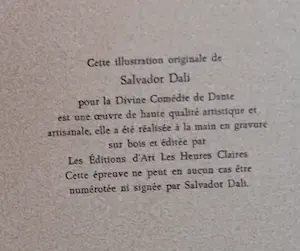 Cette illustration originale de
Salvador Dali
pour la Divine Comédie de Dante
est une œuvre de haute qualité artistique et
artisanale, elle a été réalisée à la main en gravure
sur bois et éditée par
Les Éditions d'Art Les Heures Claires
Cette épreuve ne peut en aucun cas être
numérotée ni signée par Salvador Dali.